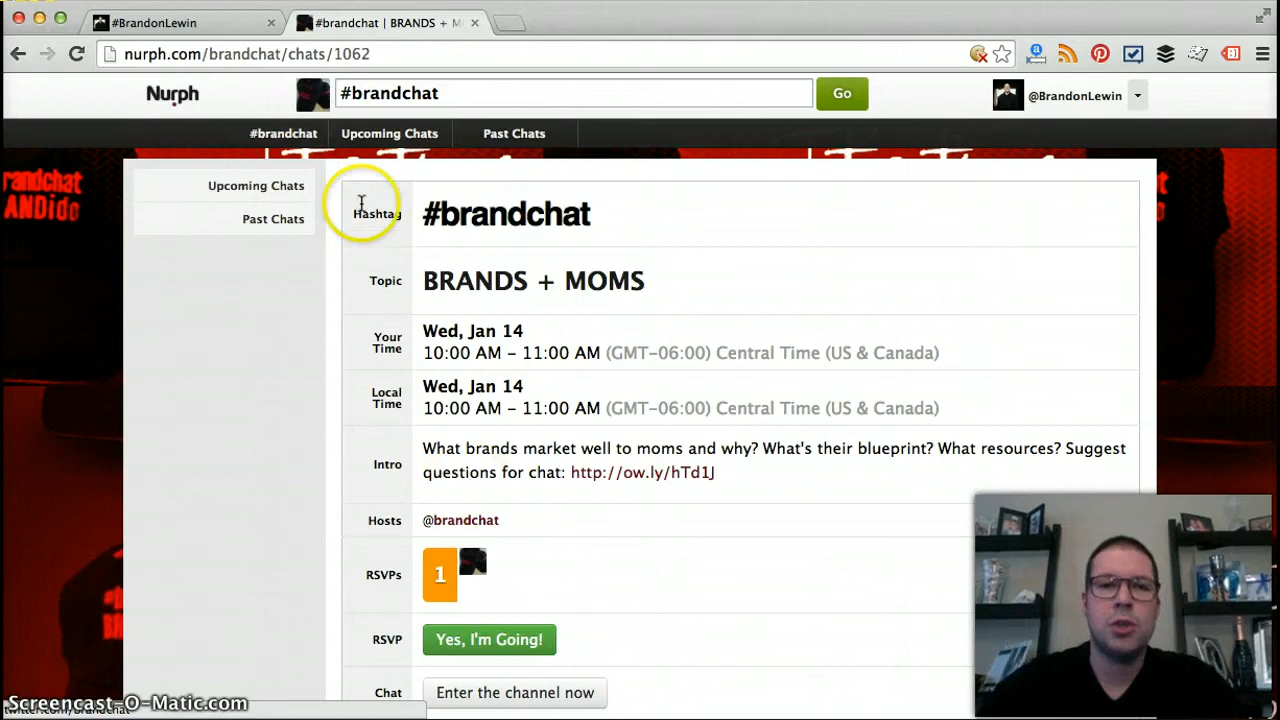 #BrandonLewin
#brandchat | BRANDS + M
nurph.com/brandchat/chats/1062
Nurph
#brandchat
Go
@BrandonLewin
#brandchat
Upcoming Chats
Past Chats
Upcoming Chats
Past Chats
Hashtag
#brandchat
Topic
BRANDS + MOMS
Your
Time
Wed, Jan 14
10:00 AM – 11:00 AM (GMT-06:00) Central Time (US & Canada)
Local
Time
Wed, Jan 14
10:00 AM – 11:00 AM (GMT-06:00) Central Time (US & Canada)
Intro
What brands market well to moms and why? What's their blueprint? What resources? Suggest
questions for chat: http://ow.ly/hTd1J
Hosts
@brandchat
RSVPs
1
RSVP
Yes, I'm Going!
Chat
Enter the channel now
Screencast-O-Matic.com